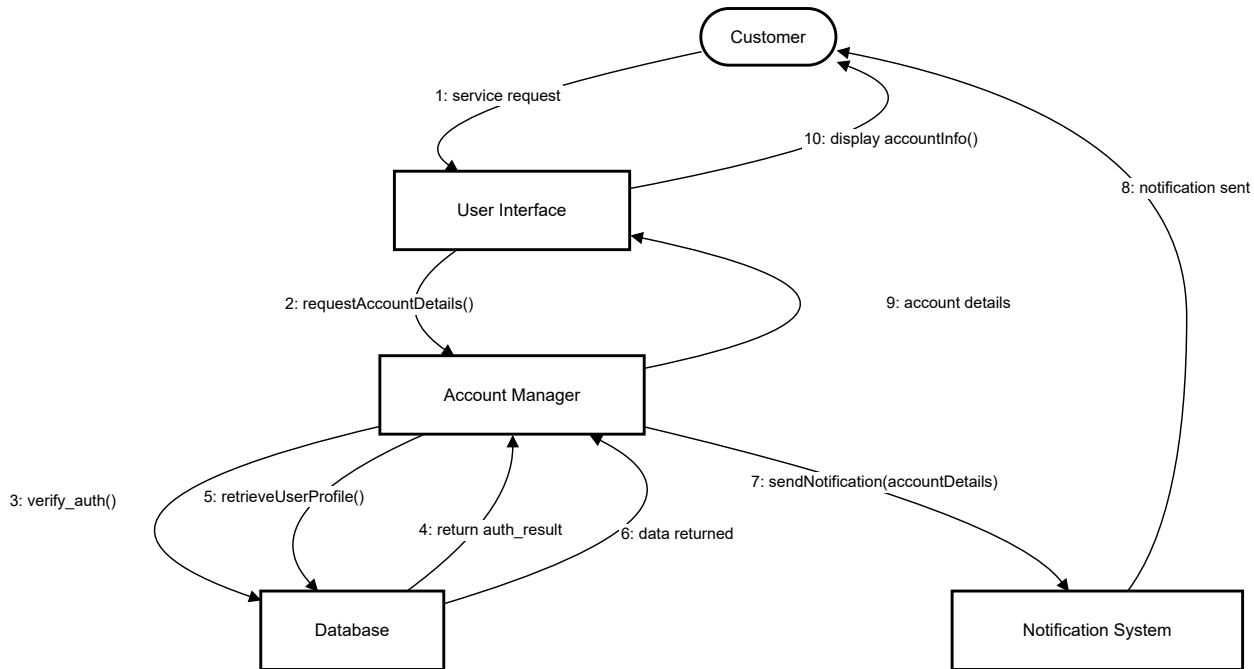 Customer
1: service request
10: display accountInfo()
8: notification sent
User Interface
2: requestAccountDetails()
9: account details
Account Manager
3: verify_auth()
5: retrieveUserProfile()
4: return auth_result
6: data returned
7: sendNotification(accountDetails)
Database
Notification System